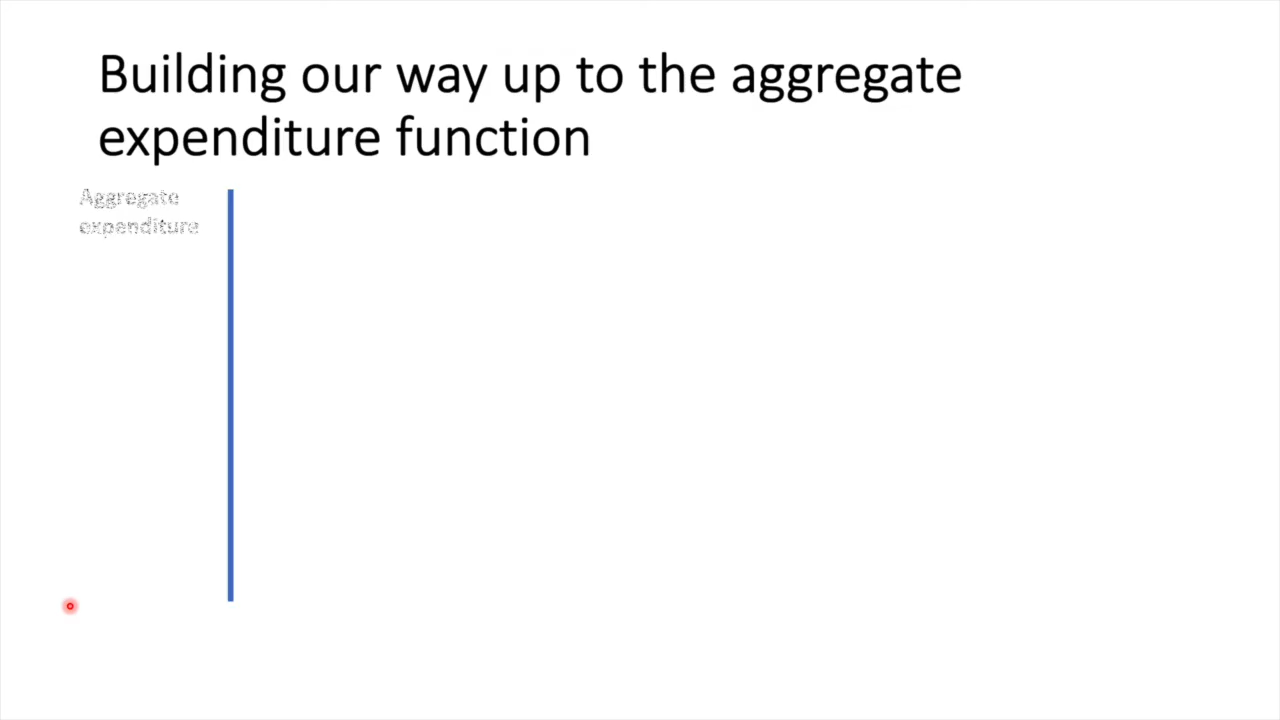 Building our way up to the aggregate
expenditure function
Aggregate
expenditure